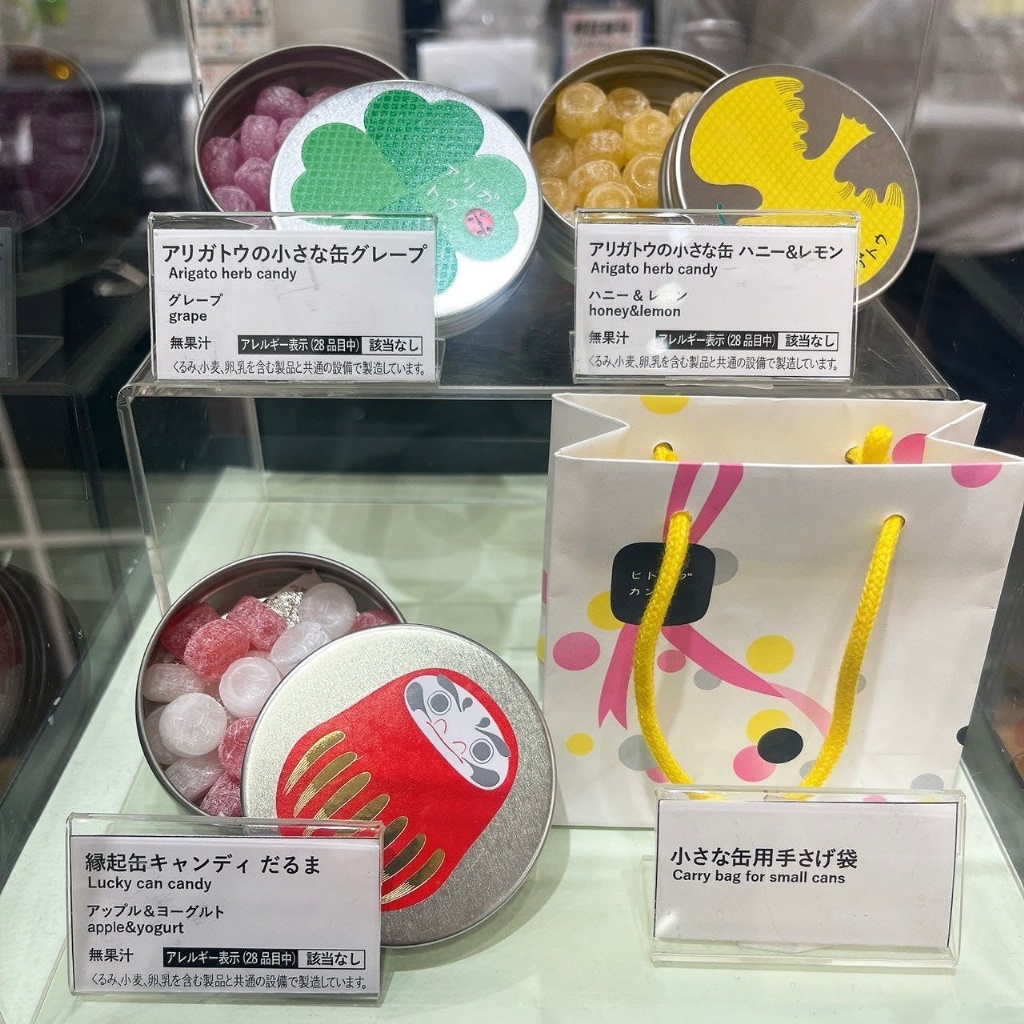 アリガトウ
アリガトウの小さな缶グレープ
Arigato herb candy
グレープ
grape
無果汁 アレルギー表示(28品目中) 該当なし
くるみ、小麦、卵、乳を含む製品と共通の設備で製造しています。
アリガトウの小さな缶 ハニー&レモン
Arigato herb candy
ハニー & レモン
honey&lemon
無果汁 アレルギー表示(28品目中) 該当なし
くるみ、小麦、卵、乳を含む製品と共通の設備で製造しています。
縁起缶キャンディ だるま
Lucky can candy
アップル&ヨーグルト
apple&yogurt
無果汁 アレルギー表示(28品目中) 該当なし
くるみ、小麦、卵、乳を含む製品と共通の設備で製造しています。
小さな缶用手さげ袋
Carry bag for small cans